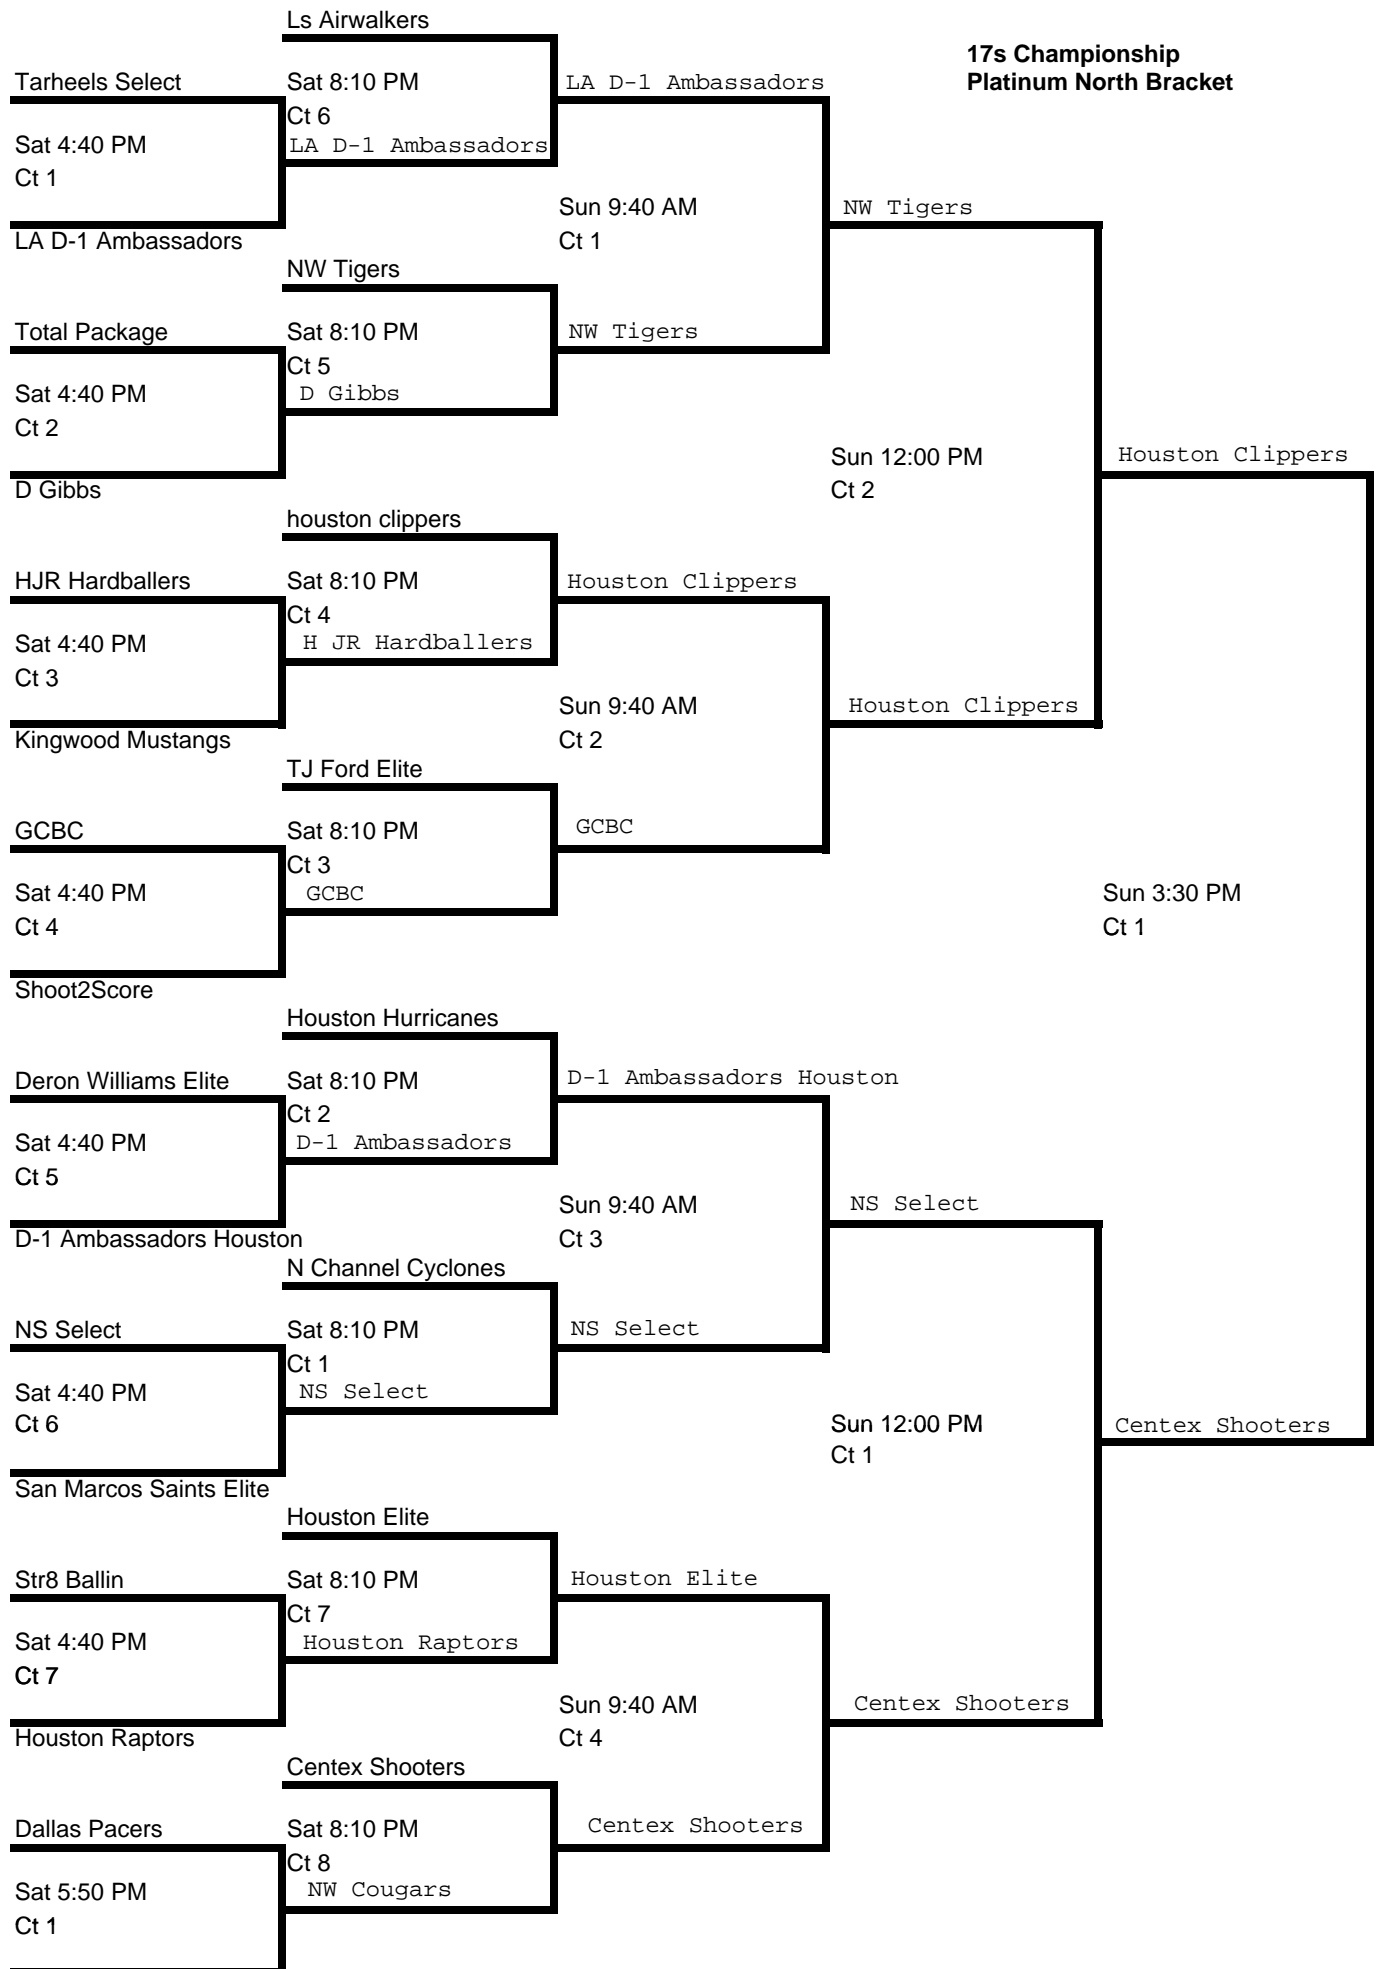 Ls Airwalkers
17s Championship
Platinum North Bracket
Tarheels Select
Sat 8:10 PM
LA D-1 Ambassadors
Ct 6
Sat 4:40 PM
LA D-1 Ambassadors
Ct 1
Sun 9:40 AM
NW Tigers
LA D-1 Ambassadors
Ct 1
NW Tigers
Total Package
Sat 8:10 PM
NW Tigers
Ct 5
Sat 4:40 PM
D Gibbs
Ct 2
Sun 12:00 PM
Houston Clippers
D Gibbs
Ct 2
houston clippers
HJR Hardballers
Sat 8:10 PM
Houston Clippers
Ct 4
Sat 4:40 PM
H JR Hardballers
Ct 3
Sun 9:40 AM
Houston Clippers
Kingwood Mustangs
Ct 2
TJ Ford Elite
GCBC
Sat 8:10 PM
GCBC
Ct 3
Sat 4:40 PM
GCBC
Sun 3:30 PM
Ct 4
Ct 1
Shoot2Score
Houston Hurricanes
Deron Williams Elite
Sat 8:10 PM
D-1 Ambassadors Houston
Ct 2
Sat 4:40 PM
D-1 Ambassadors
Ct 5
Sun 9:40 AM
NS Select
D-1 Ambassadors Houston
Ct 3
N Channel Cyclones
NS Select
Sat 8:10 PM
NS Select
Ct 1
Sat 4:40 PM
NS Select
Ct 6
Sun 12:00 PM
Centex Shooters
Ct 1
San Marcos Saints Elite
Houston Elite
Str8 Ballin
Sat 8:10 PM
Houston Elite
Ct 7
Sat 4:40 PM
Houston Raptors
Ct 7
Sun 9:40 AM
Centex Shooters
Houston Raptors
Ct 4
Centex Shooters
Dallas Pacers
Sat 8:10 PM
Centex Shooters
Ct 8
Sat 5:50 PM
NW Cougars
Ct 1